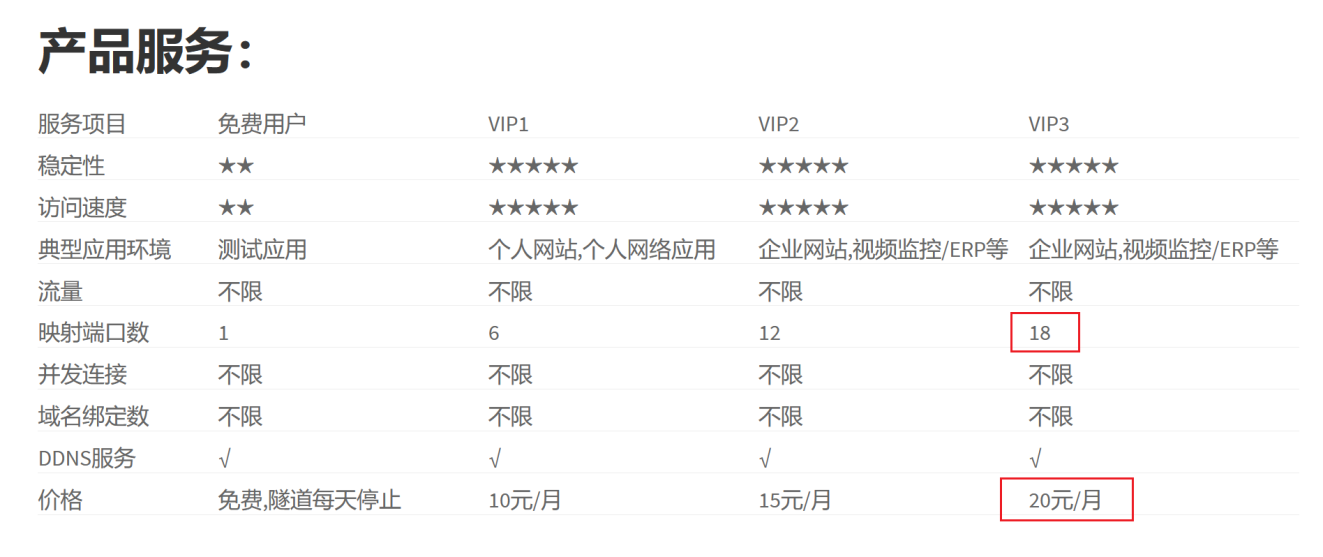 产品服务：
服务项目 免费用户 VIP1 VIP2 VIP3
稳定性 ★★ ★★★★★ ★★★★★ ★★★★★
访问速度 ★★ ★★★★★ ★★★★★ ★★★★★
典型应用环境 测试应用 个人网站,个人网络应用 企业网站,视频监控/ERP等 企业网站,视频监控/ERP等
流量 不限 不限 不限 不限
映射端口数 1 6 12 18
并发连接 不限 不限 不限 不限
域名绑定数 不限 不限 不限 不限
DDNS服务 √ √ √ √
价格 免费,隧道每天停止 10元/月 15元/月 20元/月